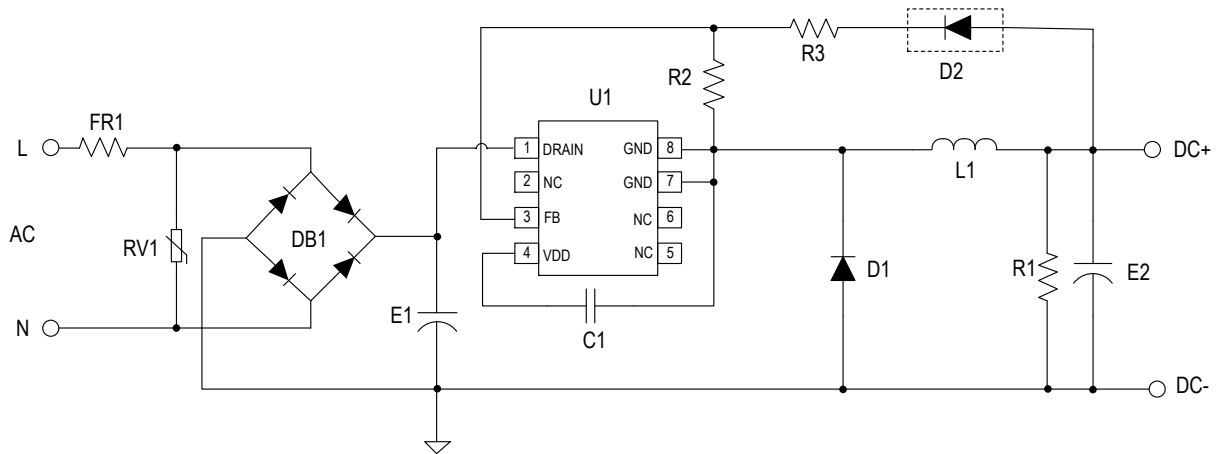 R3
D2
R2
U1
FR1
L
1 DRAIN GND 8
2 NC GND 7
3 FB NC 6
4 VDD NC 5
L1
DC+
AC
RV1
DB1
D1
R1
E2
E1
C1
N
DC-